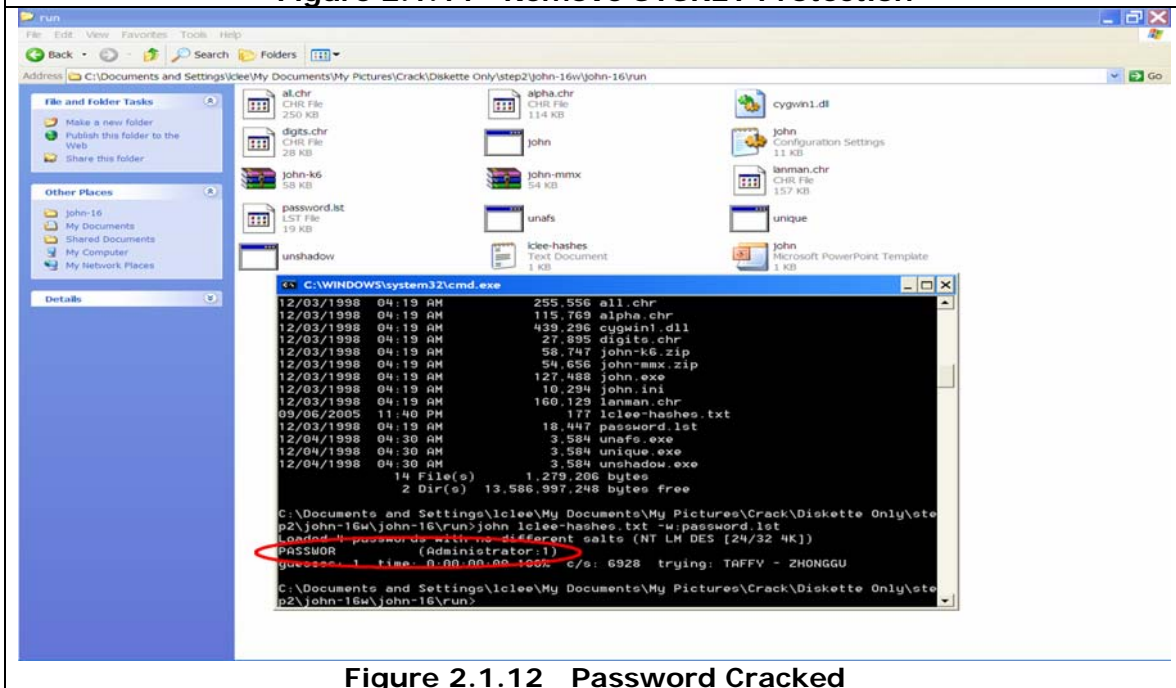 Figure 2.1.11 Remove SYSKEY Protection
run
File Edit View Favorites Tools Help
Back Search Folders
Address C:\Documents and Settings\lclee\My Documents\My Pictures\Crack\Diskette Only\step2\john-16w\john-16\run Go
File and Folder Tasks
Make a new folder
Publish this folder to the
Web
Share this folder
Other Places
john-16
My Documents
Shared Documents
My Computer
My Network Places
Details
al.chr
CHR File
250 KB
alpha.chr
CHR File
114 KB
cygwin1.dl
digits.chr
CHR File
28 KB
john
john
Configuration Settings
11 KB
john-k6
58 KB
john-mmx
54 KB
lanman.chr
CHR File
157 KB
password.lst
LST File
19 KB
unafs
unique
unshadow
lclee-hashes
Text Document
1 KB
john
Microsoft PowerPoint Template
1 KB
C:\WINDOWS\system32\cmd.exe
12/03/1998 04:19 AM 255,556 all.chr
12/03/1998 04:19 AM 115,769 alpha.chr
12/03/1998 04:19 AM 439,296 cygwin1.dll
12/03/1998 04:19 AM 27,895 digits.chr
12/03/1998 04:19 AM 58,747 john-k6.zip
12/03/1998 04:19 AM 54,656 john-mmx.zip
12/03/1998 04:19 AM 127,488 john.exe
12/03/1998 04:19 AM 10,294 john.ini
12/03/1998 04:19 AM 160,129 lanman.chr
09/06/2005 11:40 PM 177 lclee-hashes.txt
12/03/1998 04:19 AM 18,447 password.lst
12/04/1998 04:30 AM 3,584 unafs.exe
12/04/1998 04:30 AM 3,584 unique.exe
12/04/1998 04:30 AM 3,584 unshadow.exe
14 File(s) 1,279,206 bytes
2 Dir(s) 13,586,997,248 bytes free
C:\Documents and Settings\lclee\My Documents\My Pictures\Crack\Diskette Only\ste
p2\john-16w\john-16\run>john lclee-hashes.txt -w:password.lst
Loaded 4 passwords with no different salts (NT LM DES [24/32 4K])
PASSWOR (Administrator:1)
guesses: 1 time: 0:00:00:00 100% c/s: 6928 trying: TAFFY - ZHONGGU
C:\Documents and Settings\lclee\My Documents\My Pictures\Crack\Diskette Only\ste
p2\john-16w\john-16\run>
Figure 2.1.12 Password Cracked